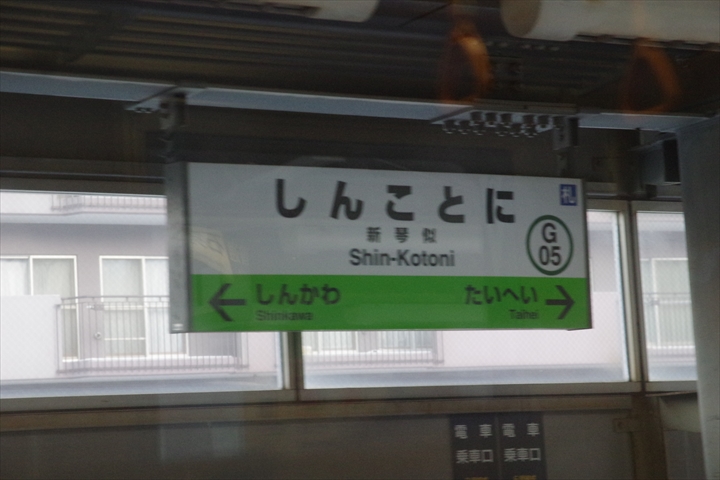 しんことに
札
新琴似
Shin-Kotoni
G
05
← しんかわ
Shinkawa
たいへい →
Taihei
電車 電車
乗車口 乗車口